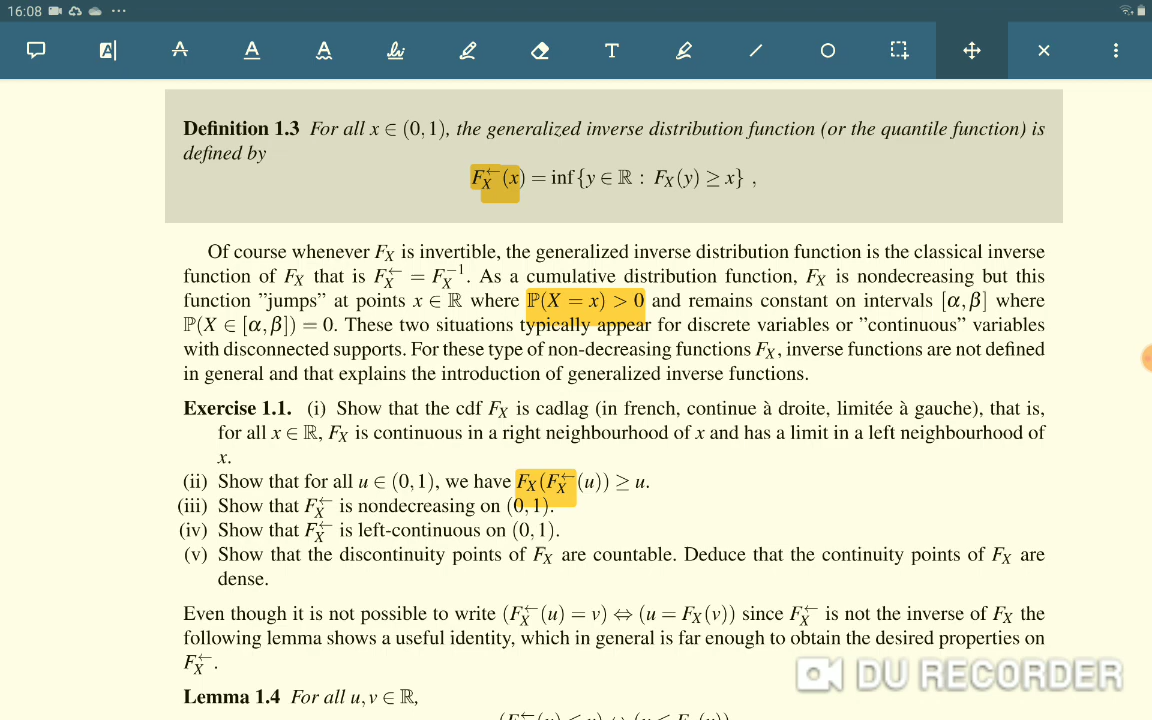 16:08
Definition 1.3 For all x ∈ (0,1), the generalized inverse distribution function (or the quantile function) is
defined by
F_X^←(x) = inf{y ∈ ℝ : F_X(y) ≥ x} ,
Of course whenever F_X is invertible, the generalized inverse distribution function is the classical inverse
function of F_X that is F_X^← = F_X^{-1}. As a cumulative distribution function, F_X is nondecreasing but this
function ”jumps” at points x ∈ ℝ where ℙ(X = x) > 0 and remains constant on intervals [α,β] where
ℙ(X ∈ [α,β]) = 0. These two situations typically appear for discrete variables or ”continuous” variables
with disconnected supports. For these type of non-decreasing functions F_X, inverse functions are not defined
in general and that explains the introduction of generalized inverse functions.
Exercise 1.1. (i) Show that the cdf F_X is cadlag (in french, continue à droite, limitée à gauche), that is,
for all x ∈ ℝ, F_X is continuous in a right neighbourhood of x and has a limit in a left neighbourhood of
x.
(ii) Show that for all u ∈ (0,1), we have F_X(F_X^←(u)) ≥ u.
(iii) Show that F_X^← is nondecreasing on (0,1).
(iv) Show that F_X^← is left-continuous on (0,1).
(v) Show that the discontinuity points of F_X are countable. Deduce that the continuity points of F_X are
dense.
Even though it is not possible to write (F_X^←(u) = v) ⇔ (u = F_X(v)) since F_X^← is not the inverse of F_X the
following lemma shows a useful identity, which in general is far enough to obtain the desired properties on
F_X^←.
DU RECORDER
Lemma 1.4 For all u,v ∈ ℝ,